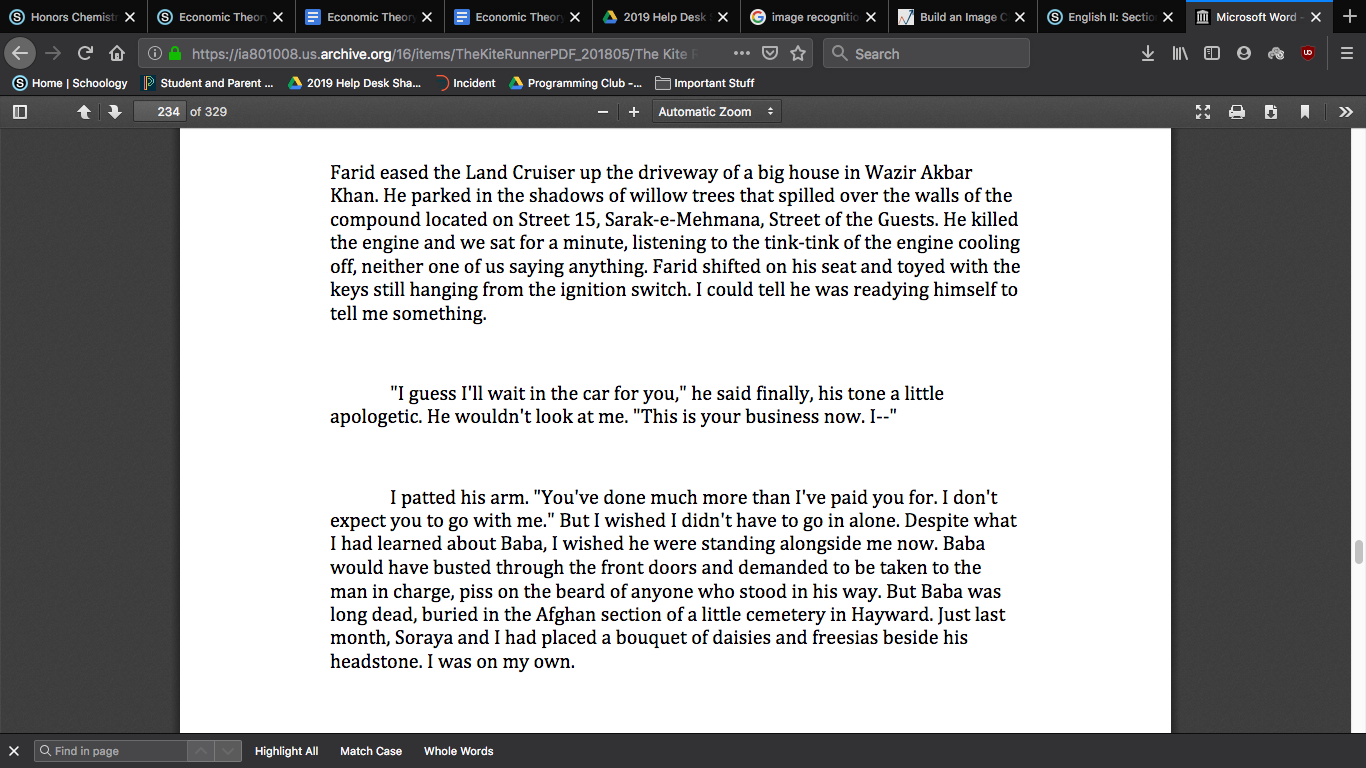 Honors Chemist
Economic Theor
Economic Theor
Economic Theor
2019 Help Desk S
image recognitio
Build an Image C
English II: Sectio
Microsoft Word -
https://ia801008.us.archive.org/16/items/TheKiteRunnerPDF_201805/The Kite R
Search
Home | Schoology
Student and Parent ...
2019 Help Desk Sha...
Incident
Programming Club -...
Important Stuff
234 of 329
Automatic Zoom
Farid eased the Land Cruiser up the driveway of a big house in Wazir Akbar
Khan. He parked in the shadows of willow trees that spilled over the walls of the
compound located on Street 15, Sarak-e-Mehmana, Street of the Guests. He killed
the engine and we sat for a minute, listening to the tink-tink of the engine cooling
off, neither one of us saying anything. Farid shifted on his seat and toyed with the
keys still hanging from the ignition switch. I could tell he was readying himself to
tell me something.
"I guess I'll wait in the car for you," he said finally, his tone a little
apologetic. He wouldn't look at me. "This is your business now. I--"
I patted his arm. "You've done much more than I've paid you for. I don't
expect you to go with me." But I wished I didn't have to go in alone. Despite what
I had learned about Baba, I wished he were standing alongside me now. Baba
would have busted through the front doors and demanded to be taken to the
man in charge, piss on the beard of anyone who stood in his way. But Baba was
long dead, buried in the Afghan section of a little cemetery in Hayward. Just last
month, Soraya and I had placed a bouquet of daisies and freesias beside his
headstone. I was on my own.
Find in page
Highlight All
Match Case
Whole Words